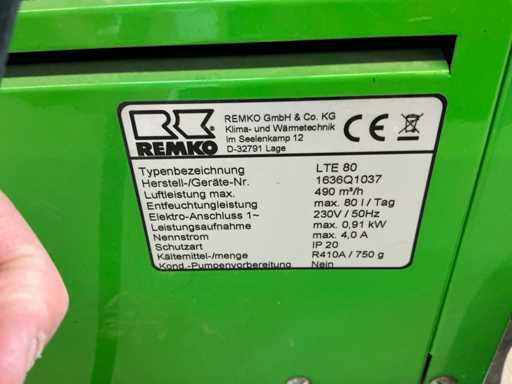 REMKO
REMKO GmbH & Co. KG
Klima- und Wärmetechnik
Im Seelenkamp 12
D-32791 Lage
CE
Typenbezeichnung LTE 80
Herstell-/Geräte-Nr. 1636Q1037
Luftleistung max. 490 m³/h
Entfeuchtungleistung max. 80 l / Tag
Elektro-Anschluss 1~ 230V / 50Hz
Leistungsaufnahme max. 0,91 kW
Nennstrom max. 4,0 A
Schutzart IP 20
Kältemittel-/menge R410A / 750 g
Kond.-Pumpenvorbereitung Nein